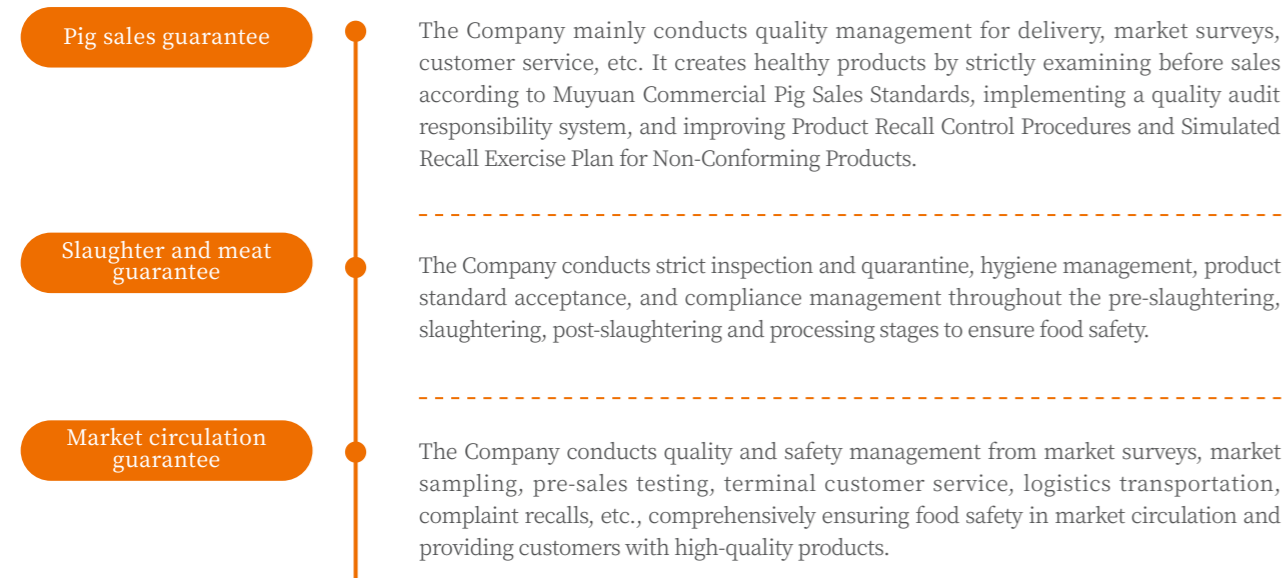 Pig sales guarantee
The Company mainly conducts quality management for delivery, market surveys,
customer service, etc. It creates healthy products by strictly examining before sales
according to Muyuan Commercial Pig Sales Standards, implementing a quality audit
responsibility system, and improving Product Recall Control Procedures and Simulated
Recall Exercise Plan for Non-Conforming Products.
Slaughter and meat
guarantee
The Company conducts strict inspection and quarantine, hygiene management, product
standard acceptance, and compliance management throughout the pre-slaughtering,
slaughtering, post-slaughtering and processing stages to ensure food safety.
Market circulation
guarantee
The Company conducts quality and safety management from market surveys, market
sampling, pre-sales testing, terminal customer service, logistics transportation,
complaint recalls, etc., comprehensively ensuring food safety in market circulation and
providing customers with high-quality products.